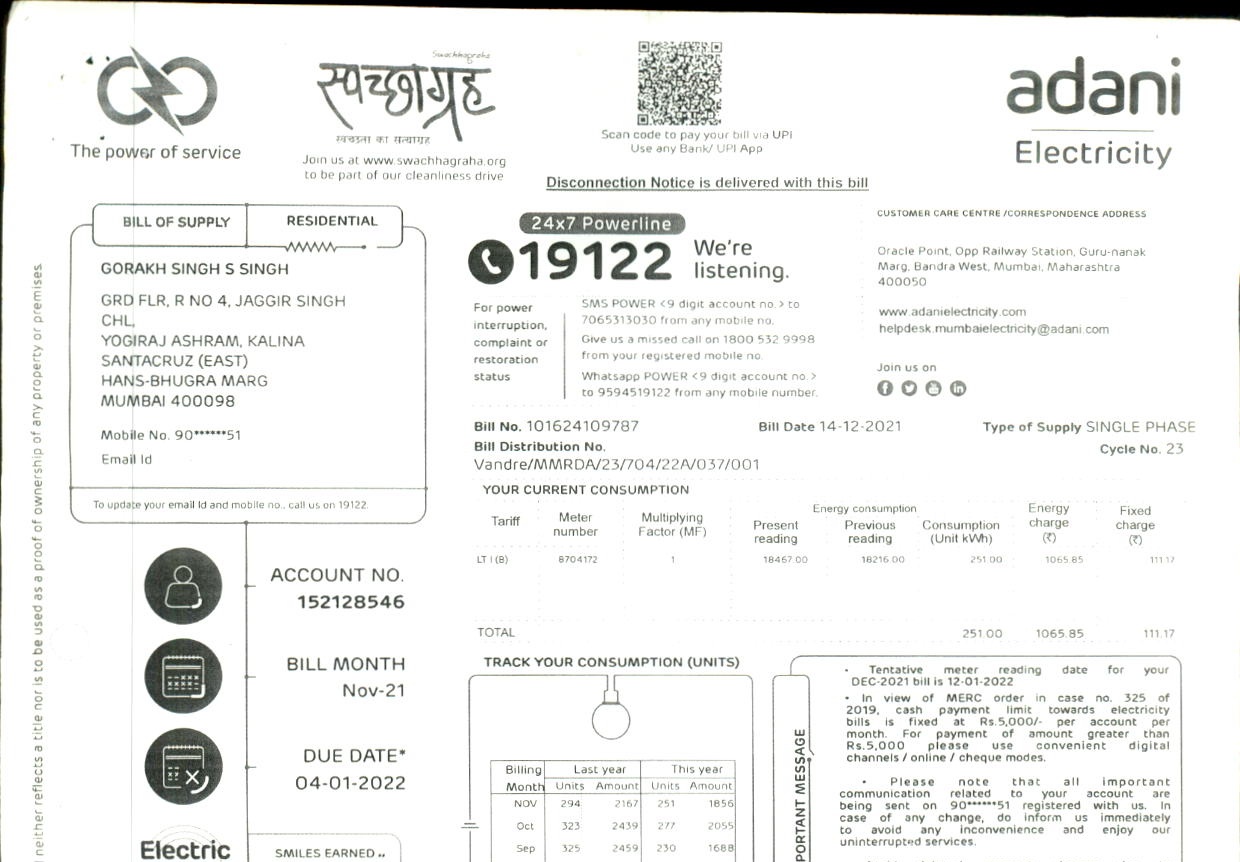 The power of service
Swachhagraha
स्वच्छाग्रह
स्वच्छता का सत्याग्रह
Join us at www.swachhagraha.org
to be part of our cleanliness drive
Scan code to pay your bill via UPI
Use any Bank/ UPI App
adani
Electricity
Disconnection Notice is delivered with this bill
BILL OF SUPPLY RESIDENTIAL
GORAKH SINGH S SINGH
GRD FLR, R NO 4, JAGGIR SINGH
CHL,
YOGIRAJ ASHRAM, KALINA
SANTACRUZ (EAST)
HANS-BHUGRA MARG
MUMBAI 400098
Mobile No. 90******51
Email Id
To update your email Id and mobile no., call us on 19122.
24x7 Powerline
19122 We're
listening.
For power
interruption,
complaint or
restoration
status
SMS POWER <9 digit account no.> to
7065313030 from any mobile no.
Give us a missed call on 1800 532 9998
from your registered mobile no.
Whatsapp POWER <9 digit account no.>
to 9594519122 from any mobile number.
CUSTOMER CARE CENTRE /CORRESPONDENCE ADDRESS
Oracle Point, Opp Railway Station, Guru-nanak
Marg, Bandra West, Mumbai, Maharashtra
400050
www.adanielectricity.com
helpdesk.mumbaielectricity@adani.com
Join us on
Bill No. 101624109787 Bill Date 14-12-2021 Type of Supply SINGLE PHASE
Bill Distribution No. Cycle No. 23
Vandre/MMRDA/23/704/22A/037/001
YOUR CURRENT CONSUMPTION
Tariff Meter number Multiplying Factor (MF) Energy consumption Present reading Previous reading Consumption (Unit kWh) Energy charge (₹) Fixed charge (₹)
LT I (B) 8704172 1 18467.00 18216.00 251.00 1065.85 111.17
TOTAL 251.00 1065.85 111.17
ACCOUNT NO.
152128546
BILL MONTH
Nov-21
DUE DATE*
04-01-2022
Electric
SMILES EARNED
TRACK YOUR CONSUMPTION (UNITS)
Billing Month Last year This year
Units Amount Units Amount
NOV 294 2167 251 1856
Oct 323 2439 277 2055
Sep 325 2459 230 1688
PORTANT MESSAGE
• Tentative meter reading date for your
DEC-2021 bill is 12-01-2022
• In view of MERC order in case no. 325 of
2019, cash payment limit towards electricity
bills is fixed at Rs.5,000/- per account per
month. For payment of amount greater than
Rs.5,000 please use convenient digital
channels / online / cheque modes.
• Please note that all important
communication related to your account are
being sent on 90******51 registered with us. In
case of any change, do inform us immediately
to avoid any inconvenience and enjoy our
uninterrupted services.
neither reflects a title nor is to be used as a proof of ownership of any property or premises.